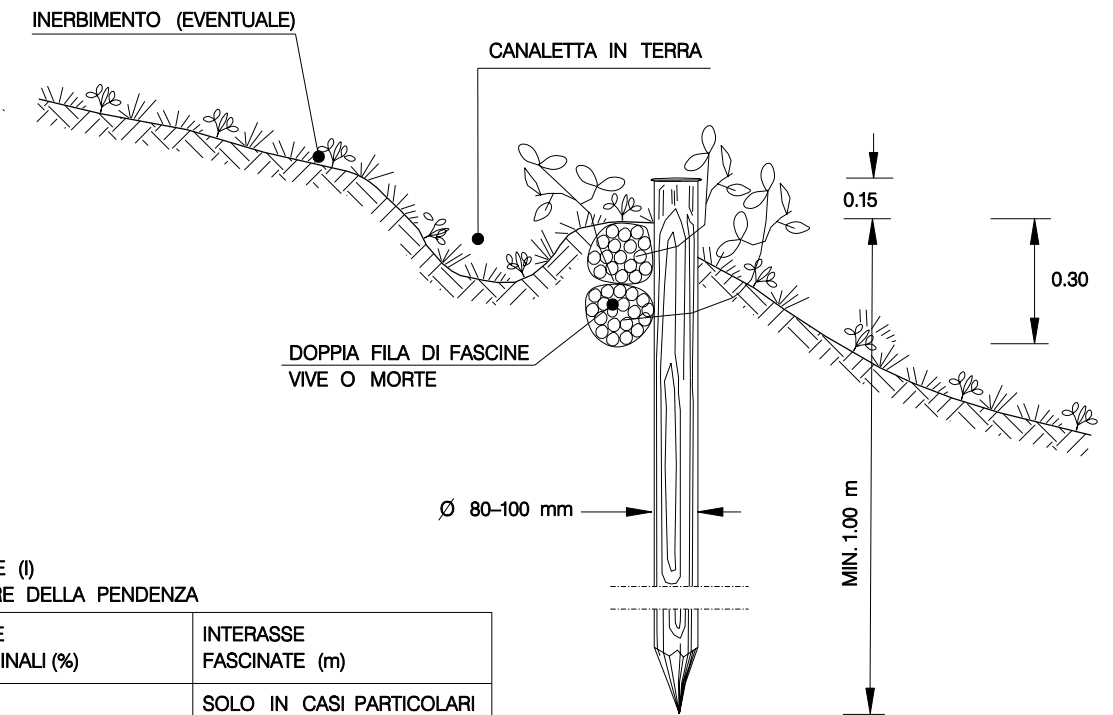 INERBIMENTO (EVENTUALE)
CANALETTA IN TERRA
0.15
0.30
DOPPIA FILA DI FASCINE
VIVE O MORTE
Ø 80–100 mm
MIN. 1.00 m
E (I)
RE DELLA PENDENZA
E
INALI (%)
INTERASSE
FASCINATE (m)
SOLO IN CASI PARTICOLARI